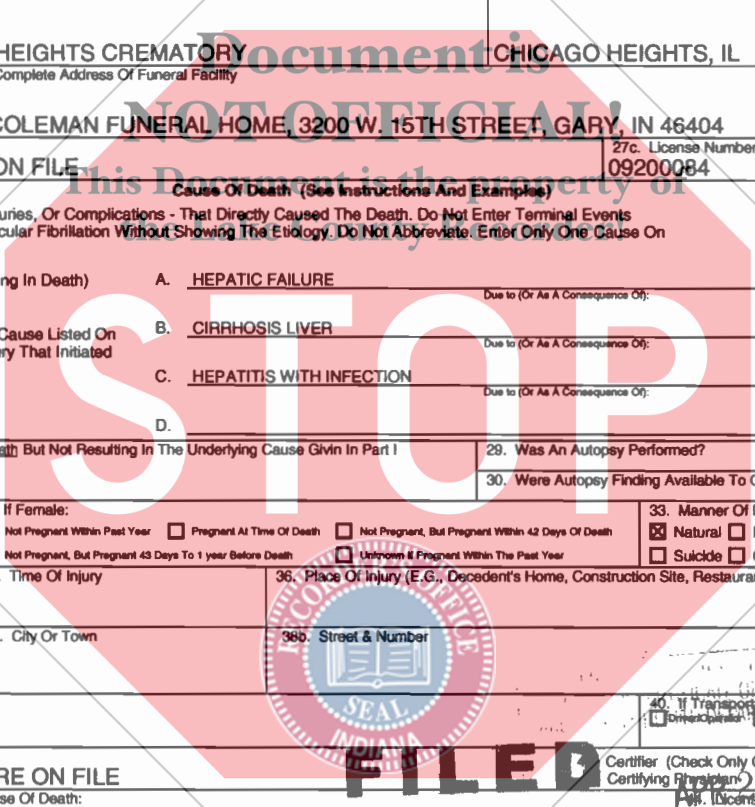 HEIGHTS CREMATORY CHICAGO HEIGHTS, IL
Document is
Complete Address Of Funeral Facility
NOT OFFICIAL!
COLEMAN FUNERAL HOME, 3200 W. 15TH STREET, GARY, IN 46404
27c. License Number
ON FILE 09200084
This Document is the property of
Cause Of Death (See Instructions And Examples)
uries, Or Complications - That Directly Caused The Death. Do Not Enter Terminal Events
the Lake County Recorder!
cular Fibrillation Without Showing The Etiology. Do Not Abbreviate. Enter Only One Cause On
ng In Death) A. HEPATIC FAILURE
Due to (Or As A Consequence Of):
STOP
Cause Listed On B. CIRRHOSIS LIVER
ry That Initiated Due to (Or As A Consequence Of):
C. HEPATITIS WITH INFECTION
Due to (Or As A Consequence Of):
D.
ath But Not Resulting In The Underlying Cause Givin In Part I 29. Was An Autopsy Performed?
30. Were Autopsy Finding Available To
If Female: 33. Manner Of
Not Pregnant Within Past Year Pregnant At Time Of Death Not Pregnant, But Pregnant Within 42 Days Of Death Natural
Not Pregnant, But Pregnant 43 Days To 1 year Before Death Unknown If Pregnant Within The Past Year Suicide
Time Of Injury 36. Place Of Injury (E.G., Decedent's Home, Construction Site, Restaura
City Or Town 38b. Street & Number
RECORDER'S OFFICE
SEAL
INDIANA
40. If Transport
Driver/Operator
FILED
Certifier (Check Only
RE ON FILE Certifying Physician
se Of Death: